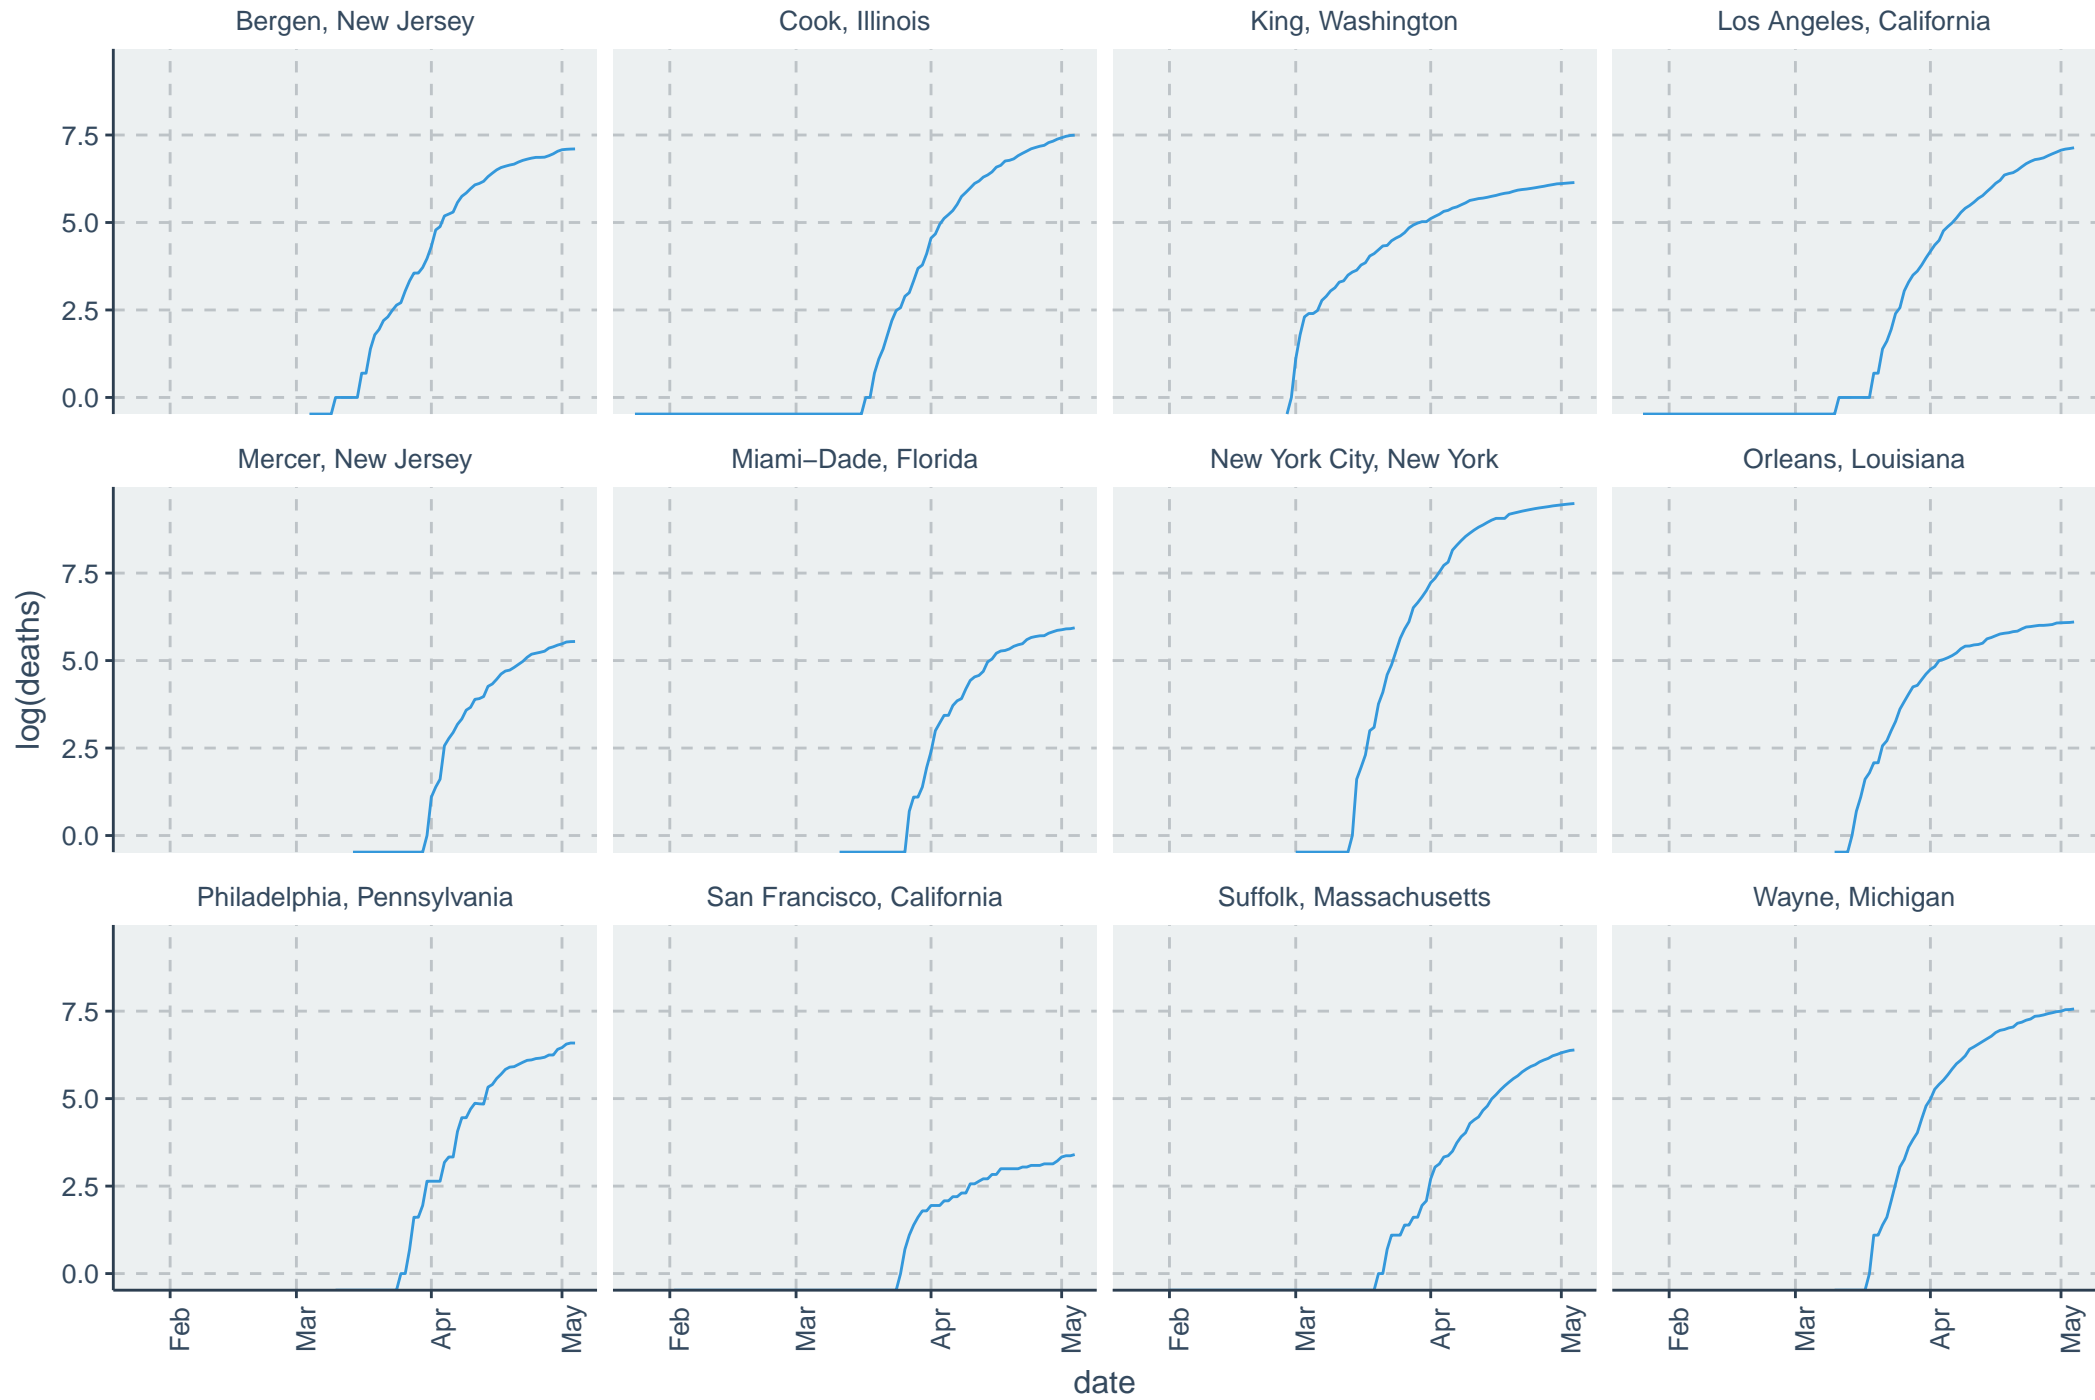 Bergen, New Jersey
Cook, Illinois
King, Washington
Los Angeles, California
7.5
5.0
2.5
0.0
Mercer, New Jersey
Miami−Dade, Florida
New York City, New York
Orleans, Louisiana
7.5
5.0
2.5
0.0
log(deaths)
Philadelphia, Pennsylvania
San Francisco, California
Suffolk, Massachusetts
Wayne, Michigan
7.5
5.0
2.5
0.0
Feb
Mar
Apr
May
Feb
Mar
Apr
May
Feb
Mar
Apr
May
Feb
Mar
Apr
May
date